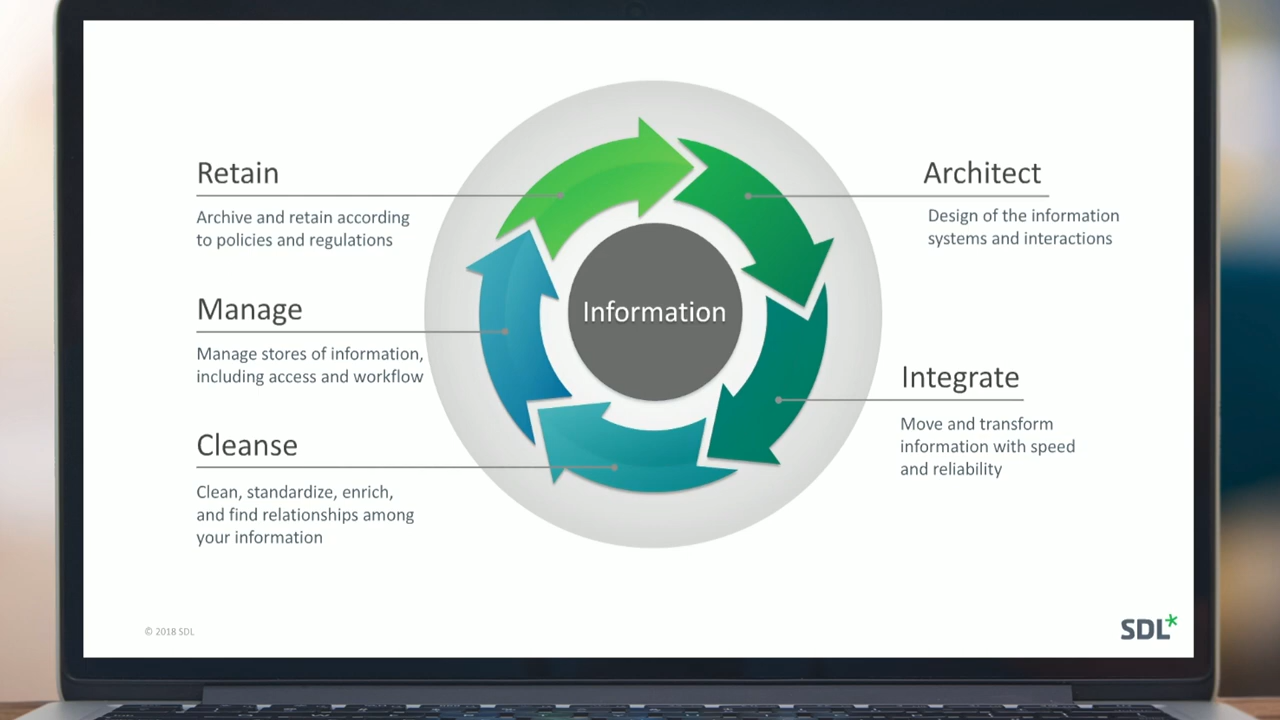 Retain
Archive and retain according
to policies and regulations
Manage
Manage stores of information,
including access and workflow
Cleanse
Clean, standardize, enrich,
and find relationships among
your information
Information
Architect
Design of the information
systems and interactions
Integrate
Move and transform
information with speed
and reliability
© 2018 SDL
SDL*